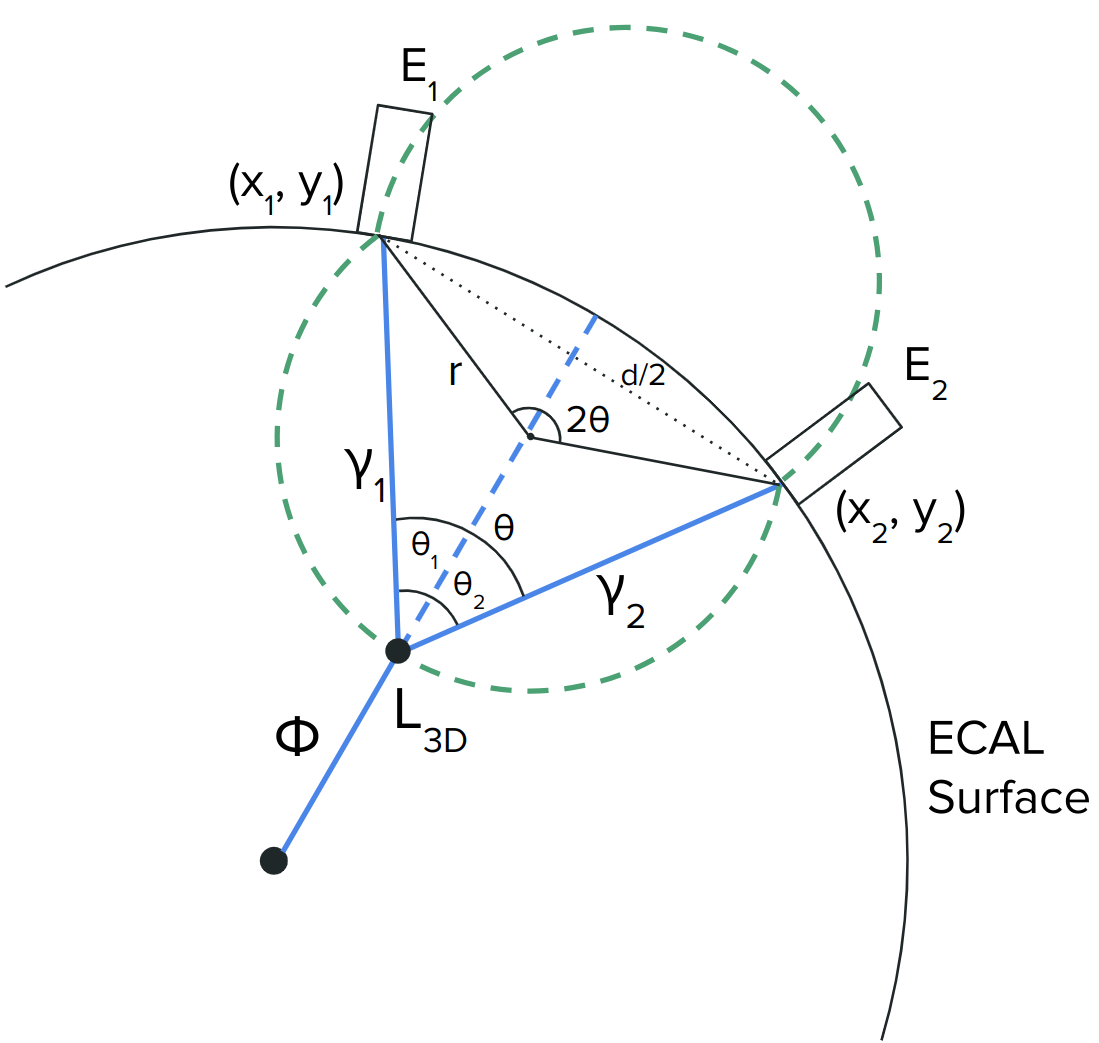 E₁
(x₁, y₁)
E₂
d/2
r
2θ
γ₁
(x₂, y₂)
θ
θ₁
θ₂
γ₂
L₃D
Φ
ECAL
Surface